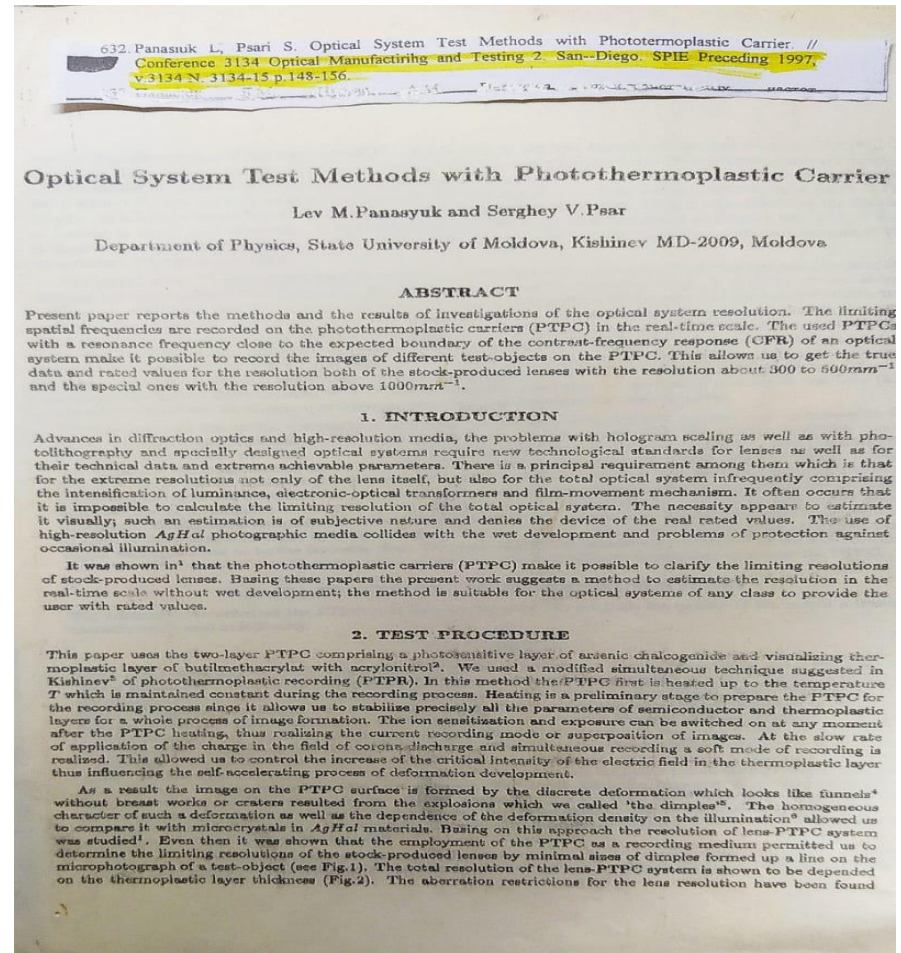 632. Panasiuk L, Psari S. Optical System Test Methods with Phototermoplastic Carrier. //
Conference 3134 Optical Manufactirihg and Testing 2. San--Diego. SPIE Preceding 1997,
v.3134 N. 3134-15 p.148-156.
Optical System Test Methods with Photothermoplastic Carrier
Lev M.Panasyuk and Serghey V.Psar
Department of Physics, State University of Moldova, Kishinev MD-2009, Moldova
ABSTRACT
Present paper reports the methods and the results of investigations of the optical system resolution. The limiting
spatial frequencies are recorded on the photothermoplastic carriers (PTPC) in the real-time scale. The used PTPCs
with a resonance frequency close to the expected boundary of the contrast-frequency response (CFR) of an optical
system make it possible to record the images of different test-objects on the PTPC. This allows us to get the true
data and rated values for the resolution both of the stock-produced lenses with the resolution about 300 to 500mm⁻¹
and the special ones with the resolution above 1000mm⁻¹.
1. INTRODUCTION
Advances in diffraction optics and high-resolution media, the problems with hologram scaling as well as with pho-
tolithography and specially designed optical systems require new technological standards for lenses as well as for
their technical data and extreme achievable parameters. There is a principal requirement among them which is that
for the extreme resolutions not only of the lens itself, but also for the total optical system infrequently comprising
the intensification of luminance, electronic-optical transformers and film-movement mechanism. It often occurs that
it is impossible to calculate the limiting resolution of the total optical system. The necessity appears to estimate
it visually; such an estimation is of subjective nature and denies the device of the real rated values. The use of
high-resolution AgHal photographic media collides with the wet development and problems of protection against
occasional illumination.
It was shown in¹ that the photothermoplastic carriers (PTPC) make it possible to clarify the limiting resolutions
of stock-produced lenses. Basing these papers the present work suggests a method to estimate the resolution in the
real-time scale without wet development; the method is suitable for the optical systems of any class to provide the
user with rated values.
2. TEST PROCEDURE
This paper uses the two-layer PTPC comprising a photosensitive layer of arsenic chalcogenide and visualizing ther-
moplastic layer of butilmethacrylat with acrylonitrol². We used a modified simultaneous technique suggested in
Kishinev³ of photothermoplastic recording (PTPR). In this method the PTPC first is heated up to the temperature
T which is maintained constant during the recording process. Heating is a preliminary stage to prepare the PTPC for
the recording process since it allows us to stabilize precisely all the parameters of semiconductor and thermoplastic
layers for a whole process of image formation. The ion sensitization and exposure can be switched on at any moment
after the PTPC heating, thus realizing the current recording mode or superposition of images. At the slow rate
of application of the charge in the field of corona discharge and simultaneous recording a soft mode of recording is
realized. This allowed us to control the increase of the critical intensity of the electric field in the thermoplastic layer
thus influencing the self-accelerating process of deformation development.
As a result the image on the PTPC surface is formed by the discrete deformation which looks like funnels⁴
without breast works or craters resulted from the explosions which we called 'the dimples'⁵. The homogeneous
character of such a deformation as well as the dependence of the deformation density on the illumination⁶ allowed us
to compare it with microcrystals in AgHal materials. Basing on this approach the resolution of lens-PTPC system
was studied¹. Even then it was shown that the employment of the PTPC as a recording medium permitted us to
determine the limiting resolutions of the stock-produced lenses by minimal sizes of dimples formed up a line on the
microphotograph of a test-object (see Fig.1). The total resolution of the lens-PTPC system is shown to be depended
on the thermoplastic layer thickness (Fig.2). The aberration restrictions for the lens resolution have been found